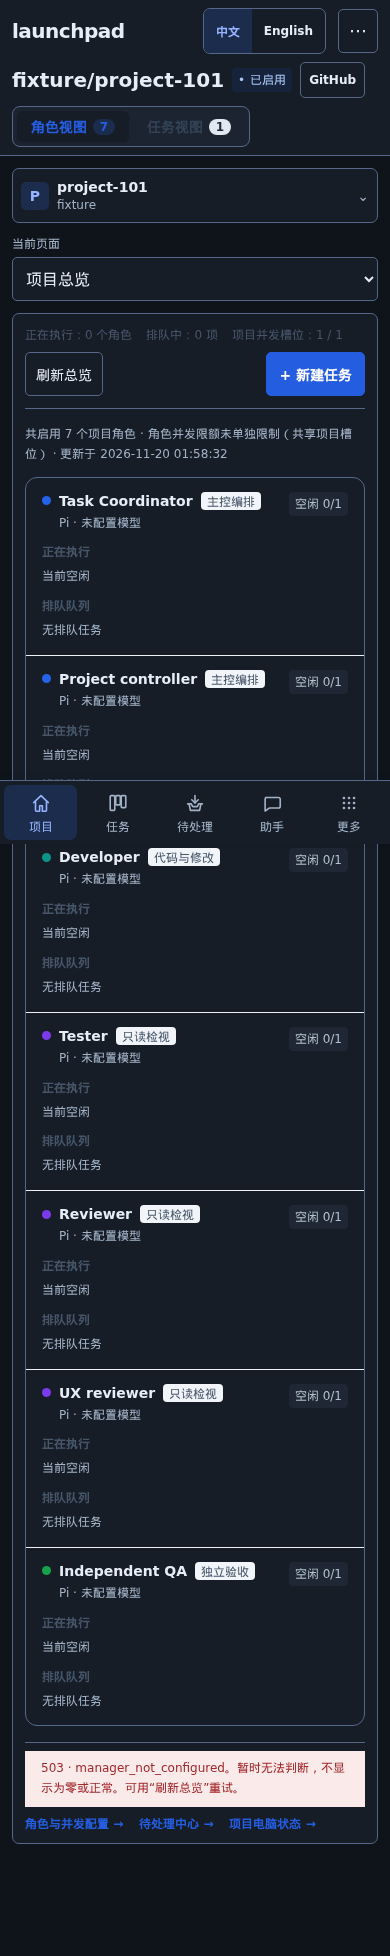 launchpad
中文
English
⋯
fixture/project-101
• 已启用
GitHub
角色视图 7
任务视图 1
P
project-101
fixture
当前页面
项目总览
正在执行：0 个角色 排队中：0 项 项目并发槽位：1 / 1
刷新总览
+ 新建任务
共启用 7 个项目角色 · 角色并发限额未单独限制（共享项目槽
位） · 更新于 2026-11-20 01:58:32
Task Coordinator 主控编排 空闲 0/1
Pi · 未配置模型
正在执行
当前空闲
排队队列
无排队任务
Project controller 主控编排 空闲 0/1
Pi · 未配置模型
正在执行
当前空闲
项目
任务
待处理
助手
更多
Developer 代码与修改 空闲 0/1
Pi · 未配置模型
正在执行
当前空闲
排队队列
无排队任务
Tester 只读检视 空闲 0/1
Pi · 未配置模型
正在执行
当前空闲
排队队列
无排队任务
Reviewer 只读检视 空闲 0/1
Pi · 未配置模型
正在执行
当前空闲
排队队列
无排队任务
UX reviewer 只读检视 空闲 0/1
Pi · 未配置模型
正在执行
当前空闲
排队队列
无排队任务
Independent QA 独立验收 空闲 0/1
Pi · 未配置模型
正在执行
当前空闲
排队队列
无排队任务
503 · manager_not_configured。暂时无法判断，不显
示为零或正常。可用“刷新总览”重试。
角色与并发配置 → 待处理中心 → 项目电脑状态 →